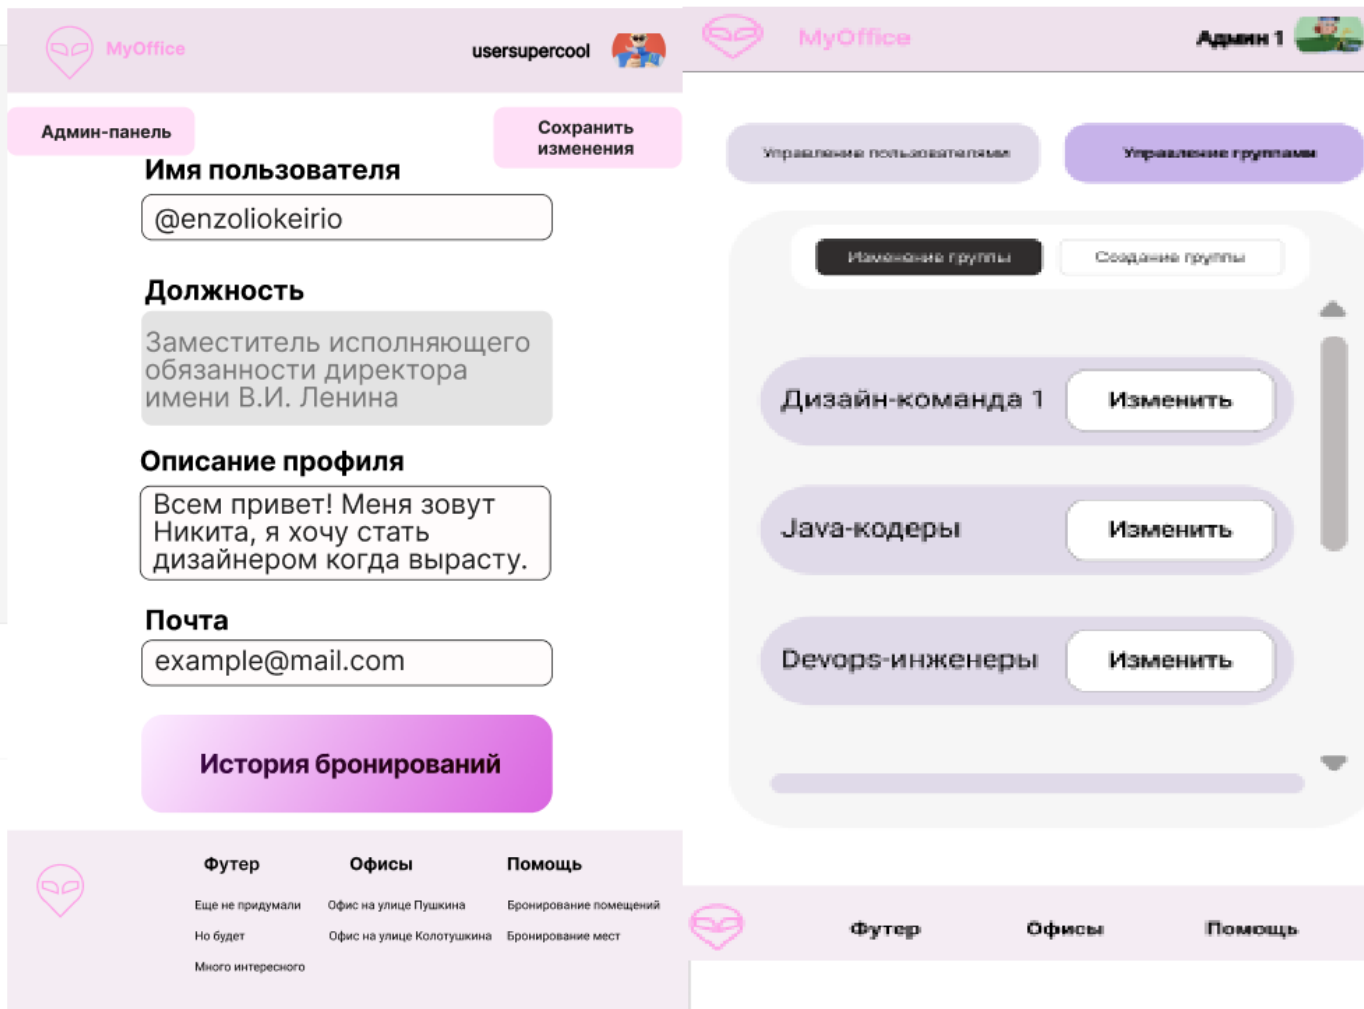 MyOffice
usersupercool
Админ-панель
Сохранить
изменения
Имя пользователя
@enzoliokeirio
Должность
Заместитель исполняющего
обязанности директора
имени В.И. Ленина
Описание профиля
Всем привет! Меня зовут
Никита, я хочу стать
дизайнером когда вырасту.
Почта
example@mail.com
История бронирований
Футер
Офисы
Помощь
Еще не придумали
Офис на улице Пушкина
Бронирование помещений
Но будет
Офис на улице Колотушкина
Бронирование мест
Много интересного
MyOffice
Админ 1
Управление пользователями
Управление группами
Изменение группы
Создание группы
Дизайн-команда 1
Изменить
Java-кодеры
Изменить
Devops-инженеры
Изменить
Футер
Офисы
Помощь